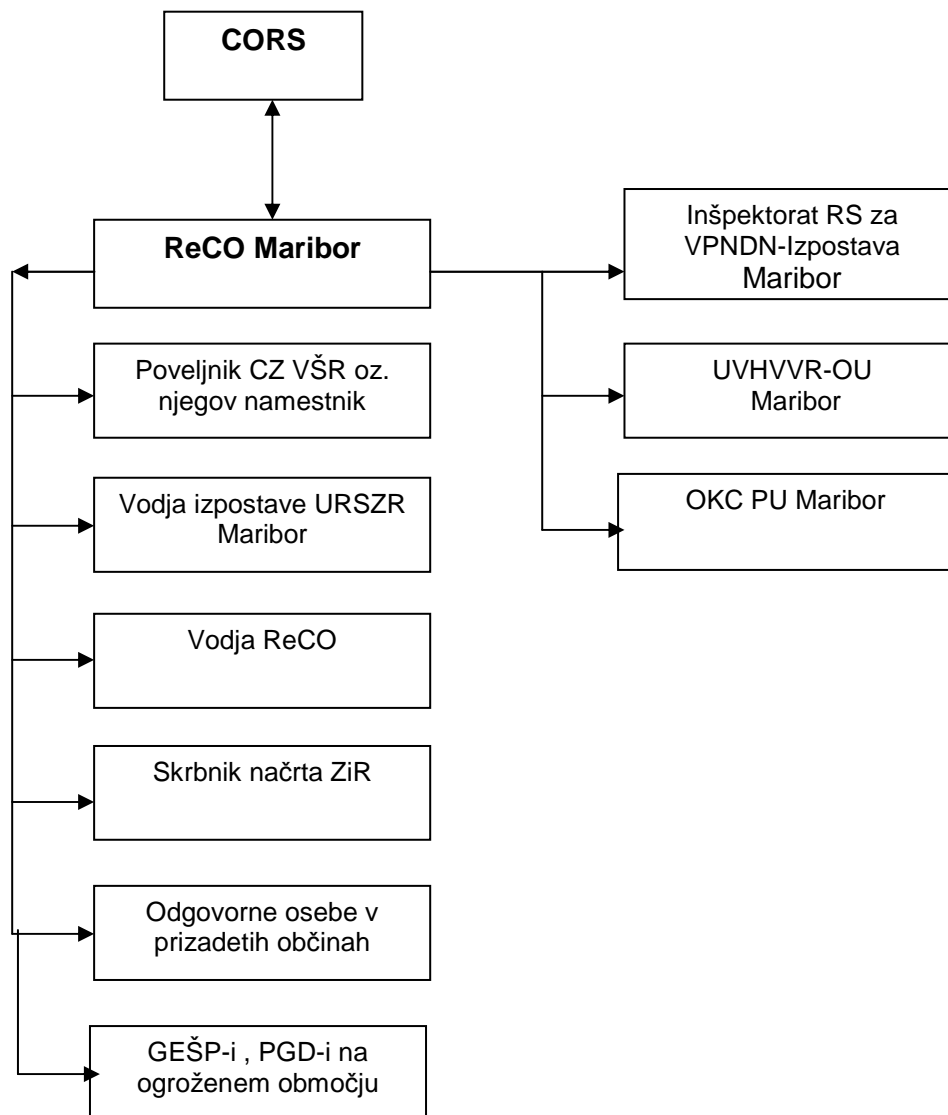 CORS
ReCO Maribor
Inšpektorat RS za
VPNDN-Izpostava
Maribor
Poveljnik CZ VŠR oz.
njegov namestnik
UVHVVR-OU
Maribor
Vodja izpostave URSZR
Maribor
OKC PU Maribor
Vodja ReCO
Skrbnik načrta ZiR
Odgovorne osebe v
prizadetih občinah
GEŠP-i , PGD-i na
ogroženem območju